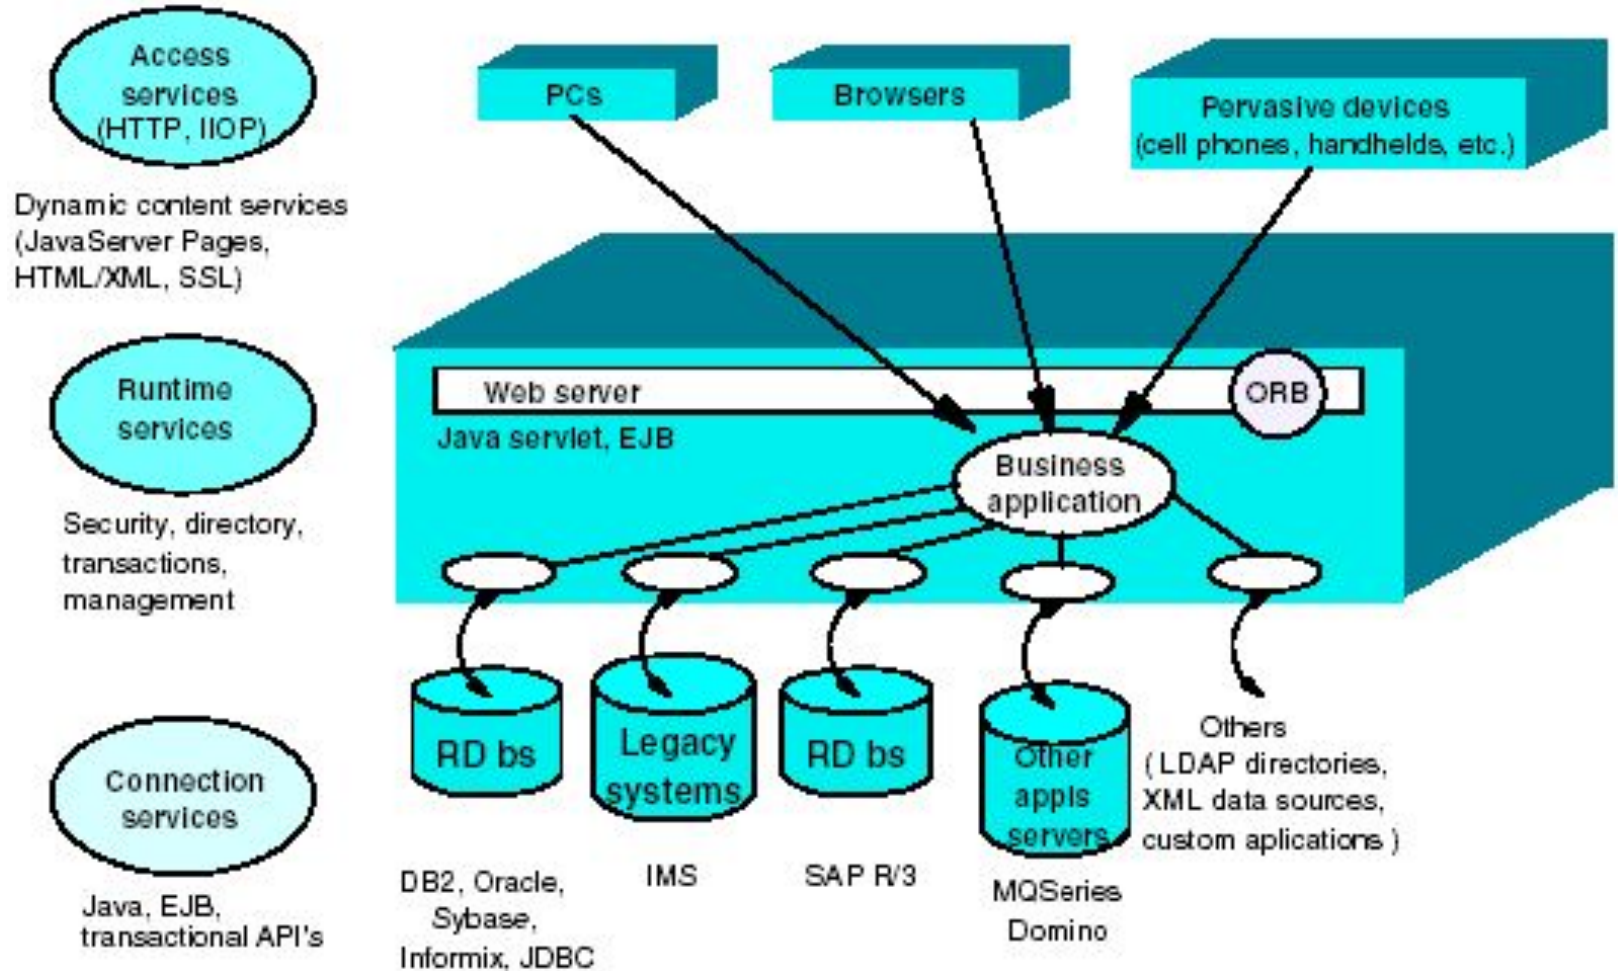 Access
services
(HTTP, IIOP)
Dynamic content services
(JavaServer Pages,
HTML/XML, SSL)
Runtime
services
Security, directory,
transactions,
management
Connection
services
Java, EJB,
transactional API's
PCs
Browsers
Pervasive devices
(cell phones, handhelds, etc.)
Web server
ORB
Java servlet, EJB
Business
application
RD bs
Legacy
systems
RD bs
Other
appls
servers
Others
( LDAP directories,
XML data sources,
custom aplications )
DB2, Oracle,
Sybase,
Informix, JDBC
IMS
SAP R/3
MQSeries
Domino